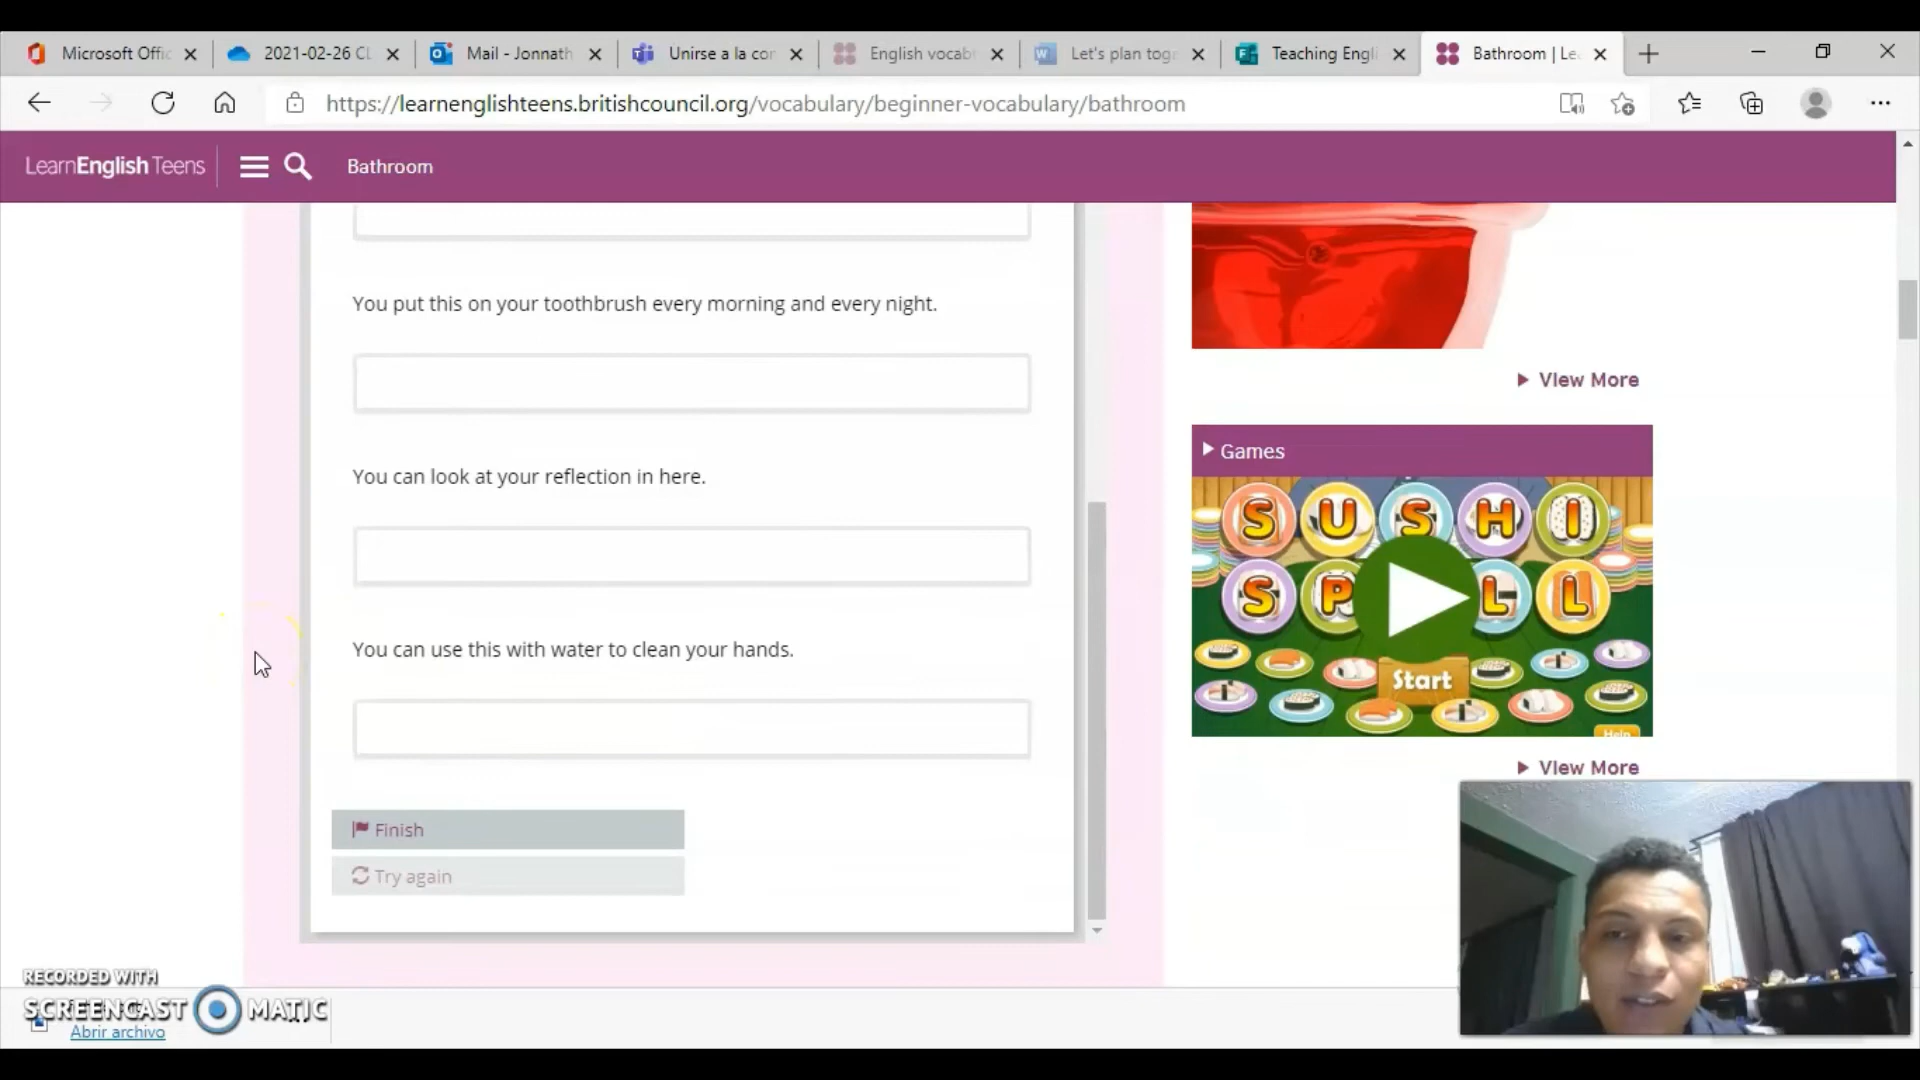 Microsoft Offic
2021-02-26 CL
Mail - Jonnath
Unirse a la cor
English vocab
Let's plan tog
Teaching Engli
Bathroom | Le
https://learnenglishteens.britishcouncil.org/vocabulary/beginner-vocabulary/bathroom
LearnEnglish Teens
Bathroom
You put this on your toothbrush every morning and every night.
You can look at your reflection in here.
You can use this with water to clean your hands.
Finish
Try again
View More
Games
SUSHI
SP LL
Start
Help
View More
RECORDED WITH
SCREENCAST MATIC
Abrir archivo